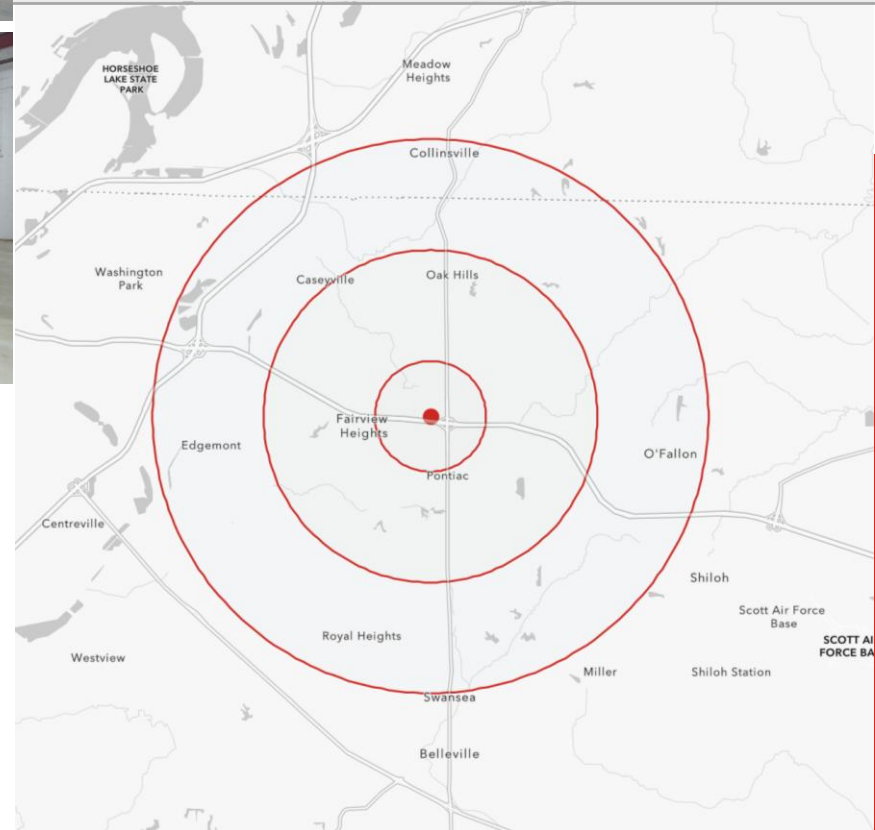 HORSESHOE
LAKE STATE
PARK
Meadow
Heights
Collinsville
Washington
Park
Caseyville
Oak Hills
Fairview
Heights
Edgemont
O'Fallon
Pontiac
Centreville
Shiloh
Scott Air Force
Base
Royal Heights
SCOTT AI
FORCE BA
Westview
Miller
Shiloh Station
Swansea
Belleville